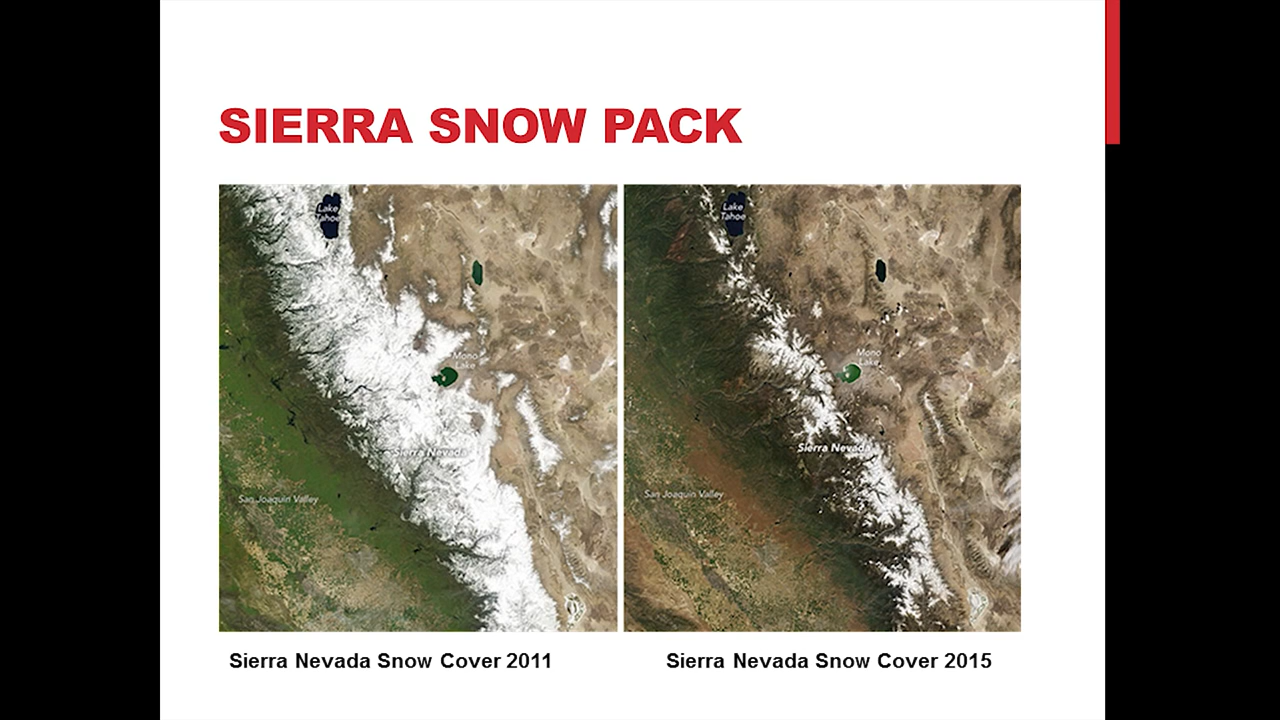 SIERRA SNOW PACK
Lake
Tahoe
Mono
Lake
Sierra Nevada
San Joaquin Valley
Lake
Tahoe
Mono
Lake
Sierra Nevada
San Joaquin Valley
Sierra Nevada Snow Cover 2011
Sierra Nevada Snow Cover 2015